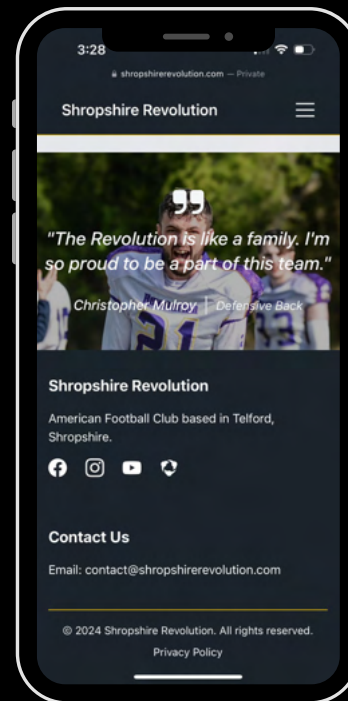 3:28
shropshirerevolution.com — Private
Shropshire Revolution
"The Revolution is like a family. I'm
so proud to be a part of this team."
Christopher Mulroy | Defensive Back
21
Shropshire Revolution
American Football Club based in Telford,
Shropshire.
Contact Us
Email: contact@shropshirerevolution.com
© 2024 Shropshire Revolution. All rights reserved.
Privacy Policy